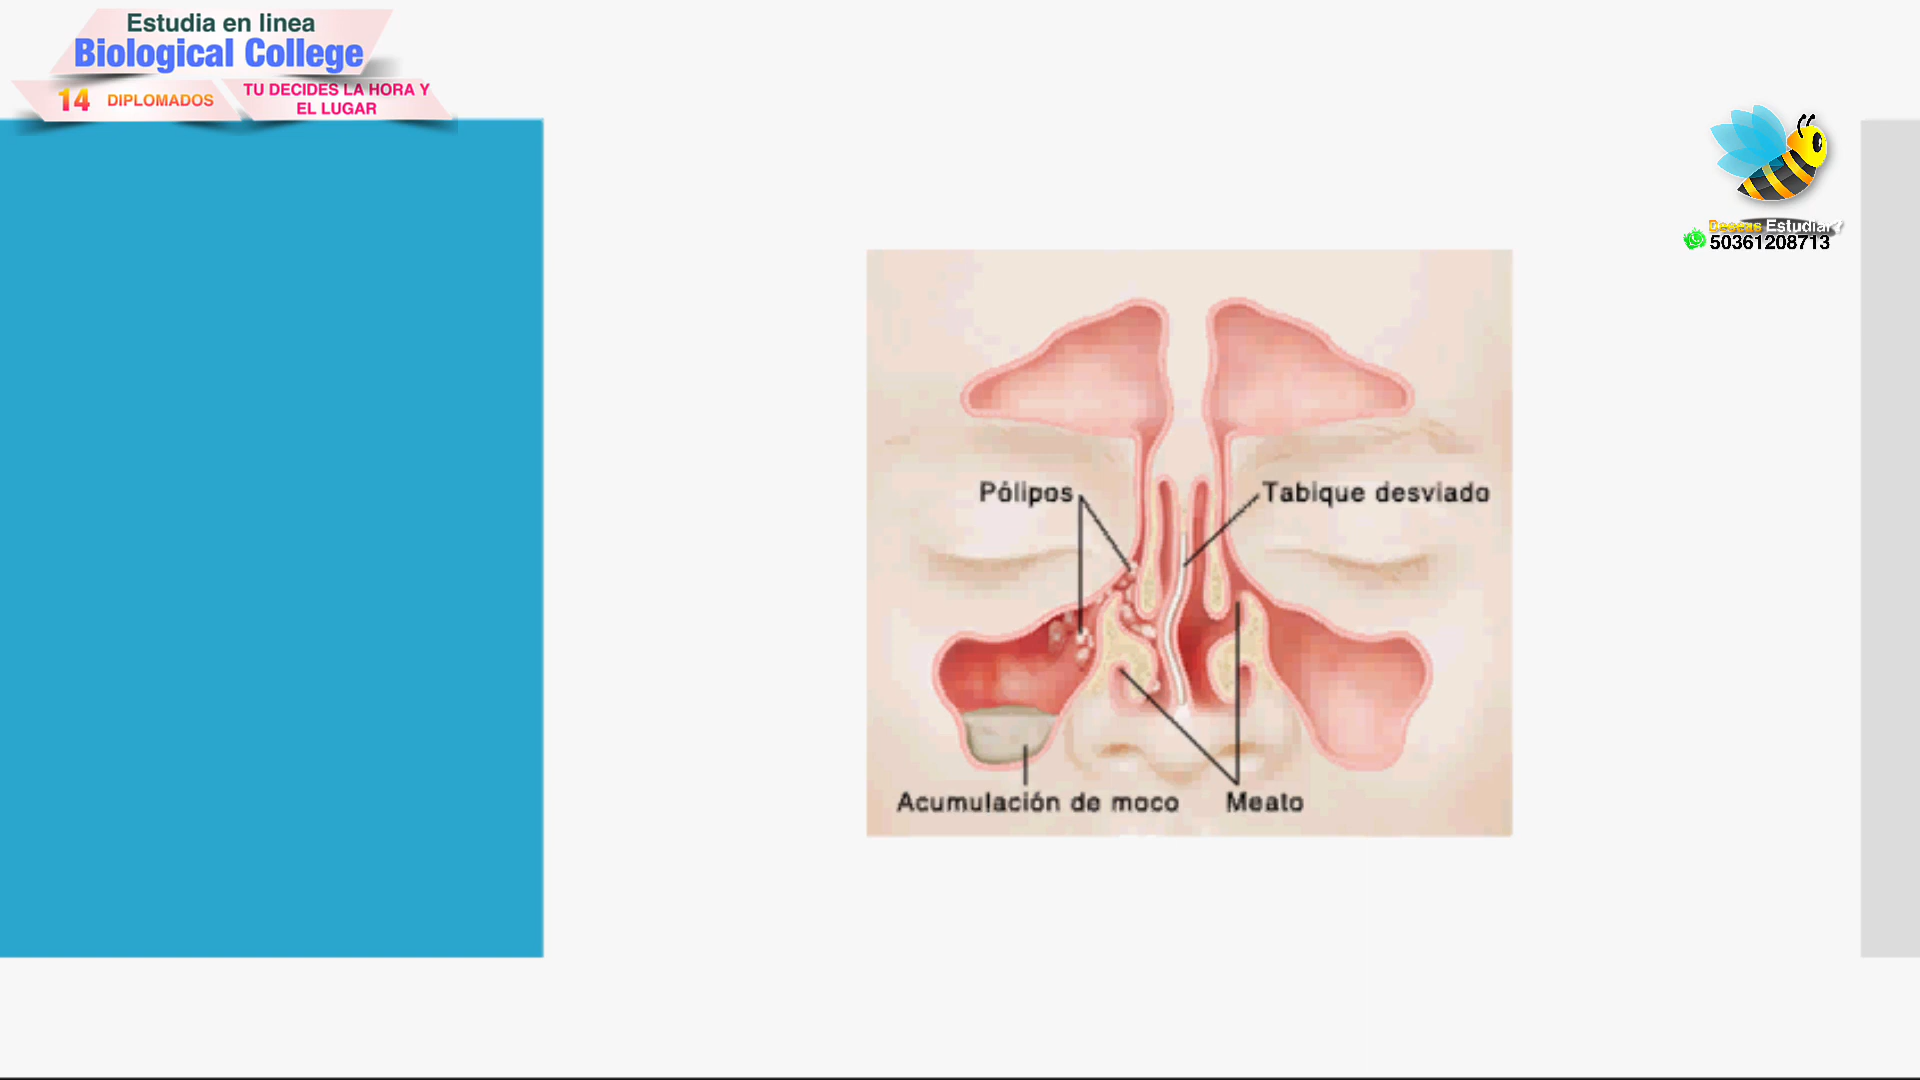 Estudia en linea
Biological College
14 DIPLOMADOS
TU DECIDES LA HORA Y
EL LUGAR
Deseas Estudiar?
50361208713
Pólipos
Tabique desviado
Acumulación de moco
Meato